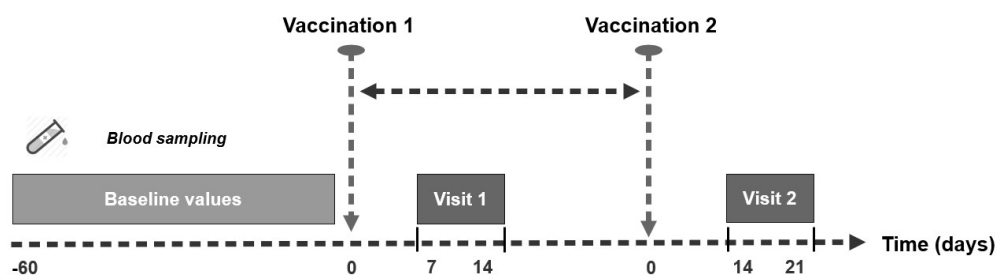 Vaccination 1 Vaccination 2
Blood sampling
Baseline values Visit 1 Visit 2
Time (days)
-60 0 7 14 0 14 21